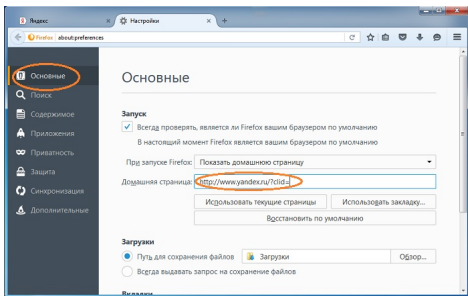 Яндекс
Настройки
Firefox about:preferences
Основные
Поиск
Содержимое
Приложения
Приватность
Защита
Синхронизация
Дополнительные
Основные
Запуск
Всегда проверять, является ли Firefox вашим браузером по умолчанию
В настоящий момент Firefox является вашим браузером по умолчанию
При запуске Firefox: Показать домашнюю страницу
Домашняя страница: http://www.yandex.ru/?clid=
Использовать текущие страницы Использовать закладку...
Восстановить по умолчанию
Загрузки
Путь для сохранения файлов Загрузки Обзор...
Всегда выдавать запрос на сохранение файлов
Вкладки